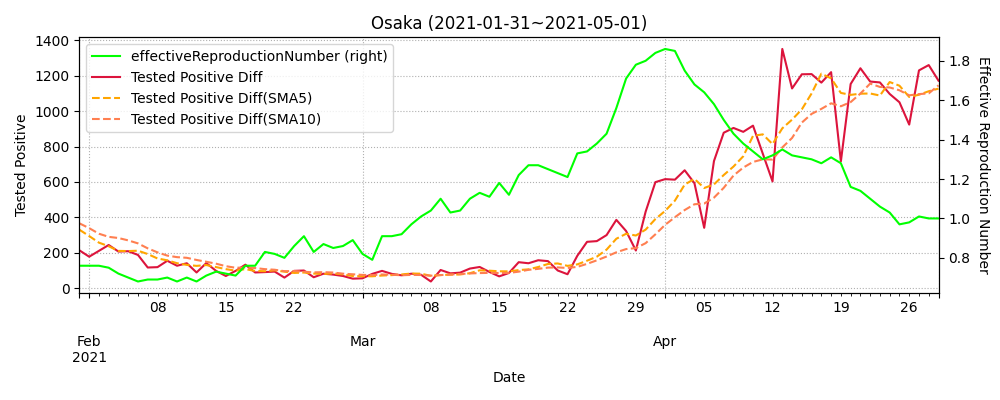 Osaka (2021-01-31~2021-05-01)
effectiveReproductionNumber (right)
Tested Positive Diff
Tested Positive Diff(SMA5)
Tested Positive Diff(SMA10)
Tested Positive
1400
1200
1000
800
600
400
200
0
Effective Reproduction Number
1.8
1.6
1.4
1.2
1.0
0.8
08 15 22 08 15 22 29 05 12 19 26
Feb Mar Apr
2021
Date